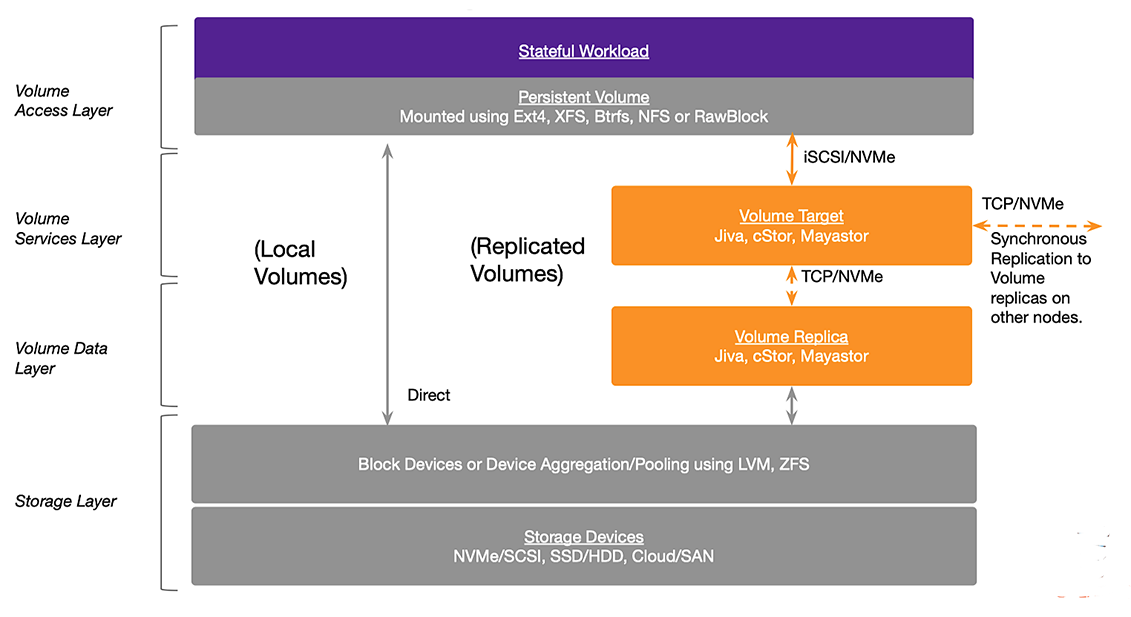 Stateful Workload
Volume
Access Layer
Persistent Volume
Mounted using Ext4, XFS, Btrfs, NFS or RawBlock
iSCSI/NVMe
Volume
Services Layer
(Local
Volumes)
(Replicated
Volumes)
Volume Target
Jiva, cStor, Mayastor
TCP/NVMe
Synchronous
Replication to
Volume
replicas on
other nodes.
TCP/NVMe
Volume Data
Layer
Volume Replica
Jiva, cStor, Mayastor
Direct
Storage Layer
Block Devices or Device Aggregation/Pooling using LVM, ZFS
Storage Devices
NVMe/SCSI, SSD/HDD, Cloud/SAN